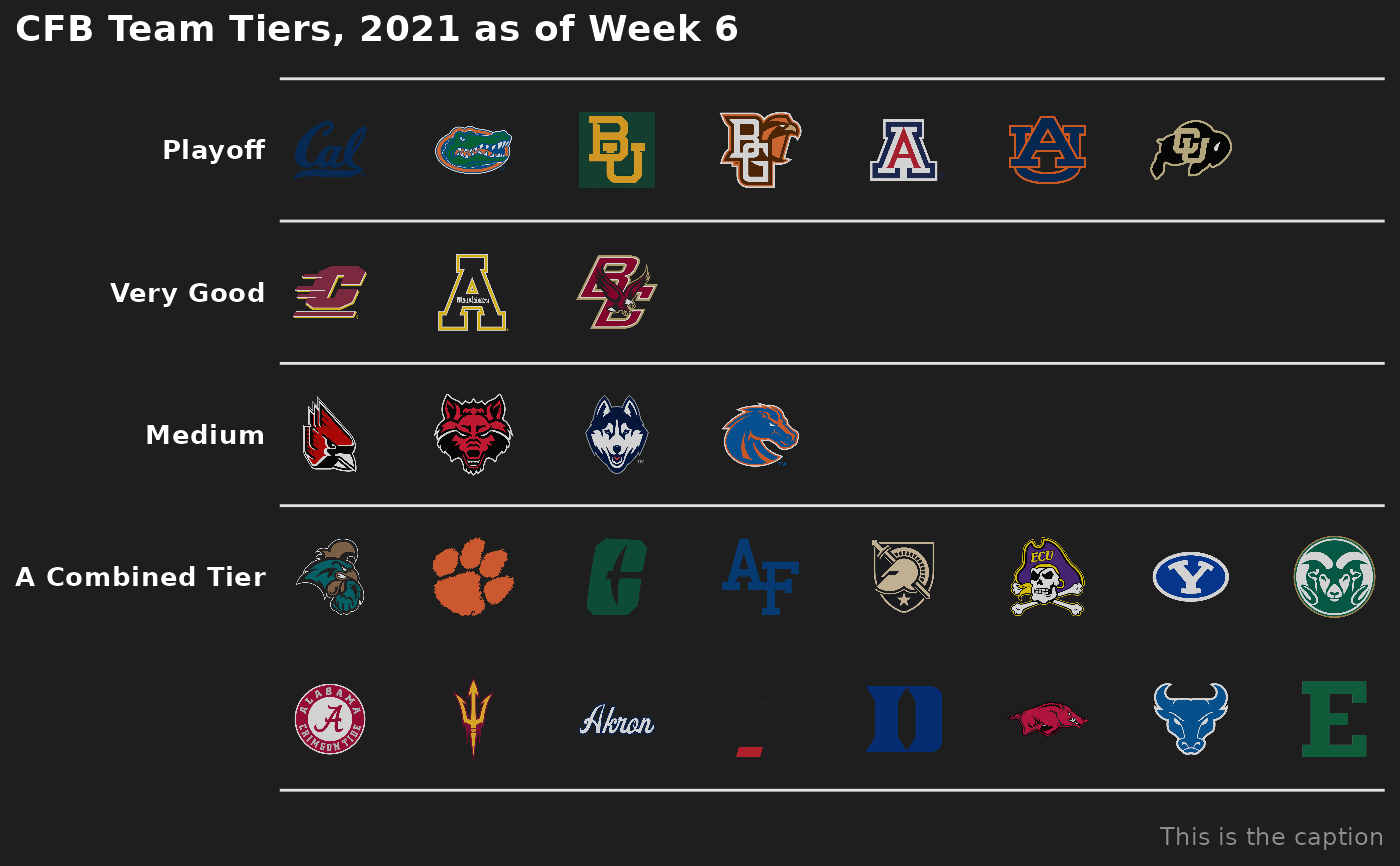 CFB Team Tiers, 2021 as of Week 6
Playoff
Cal
BU
BG
A
AU
CU
Very Good
C
A
BC
Medium
A Combined Tier
C
AF
ECU
Y
ALABAMA
A
CRIMSON TIDE
Akron
C
D
E
This is the caption